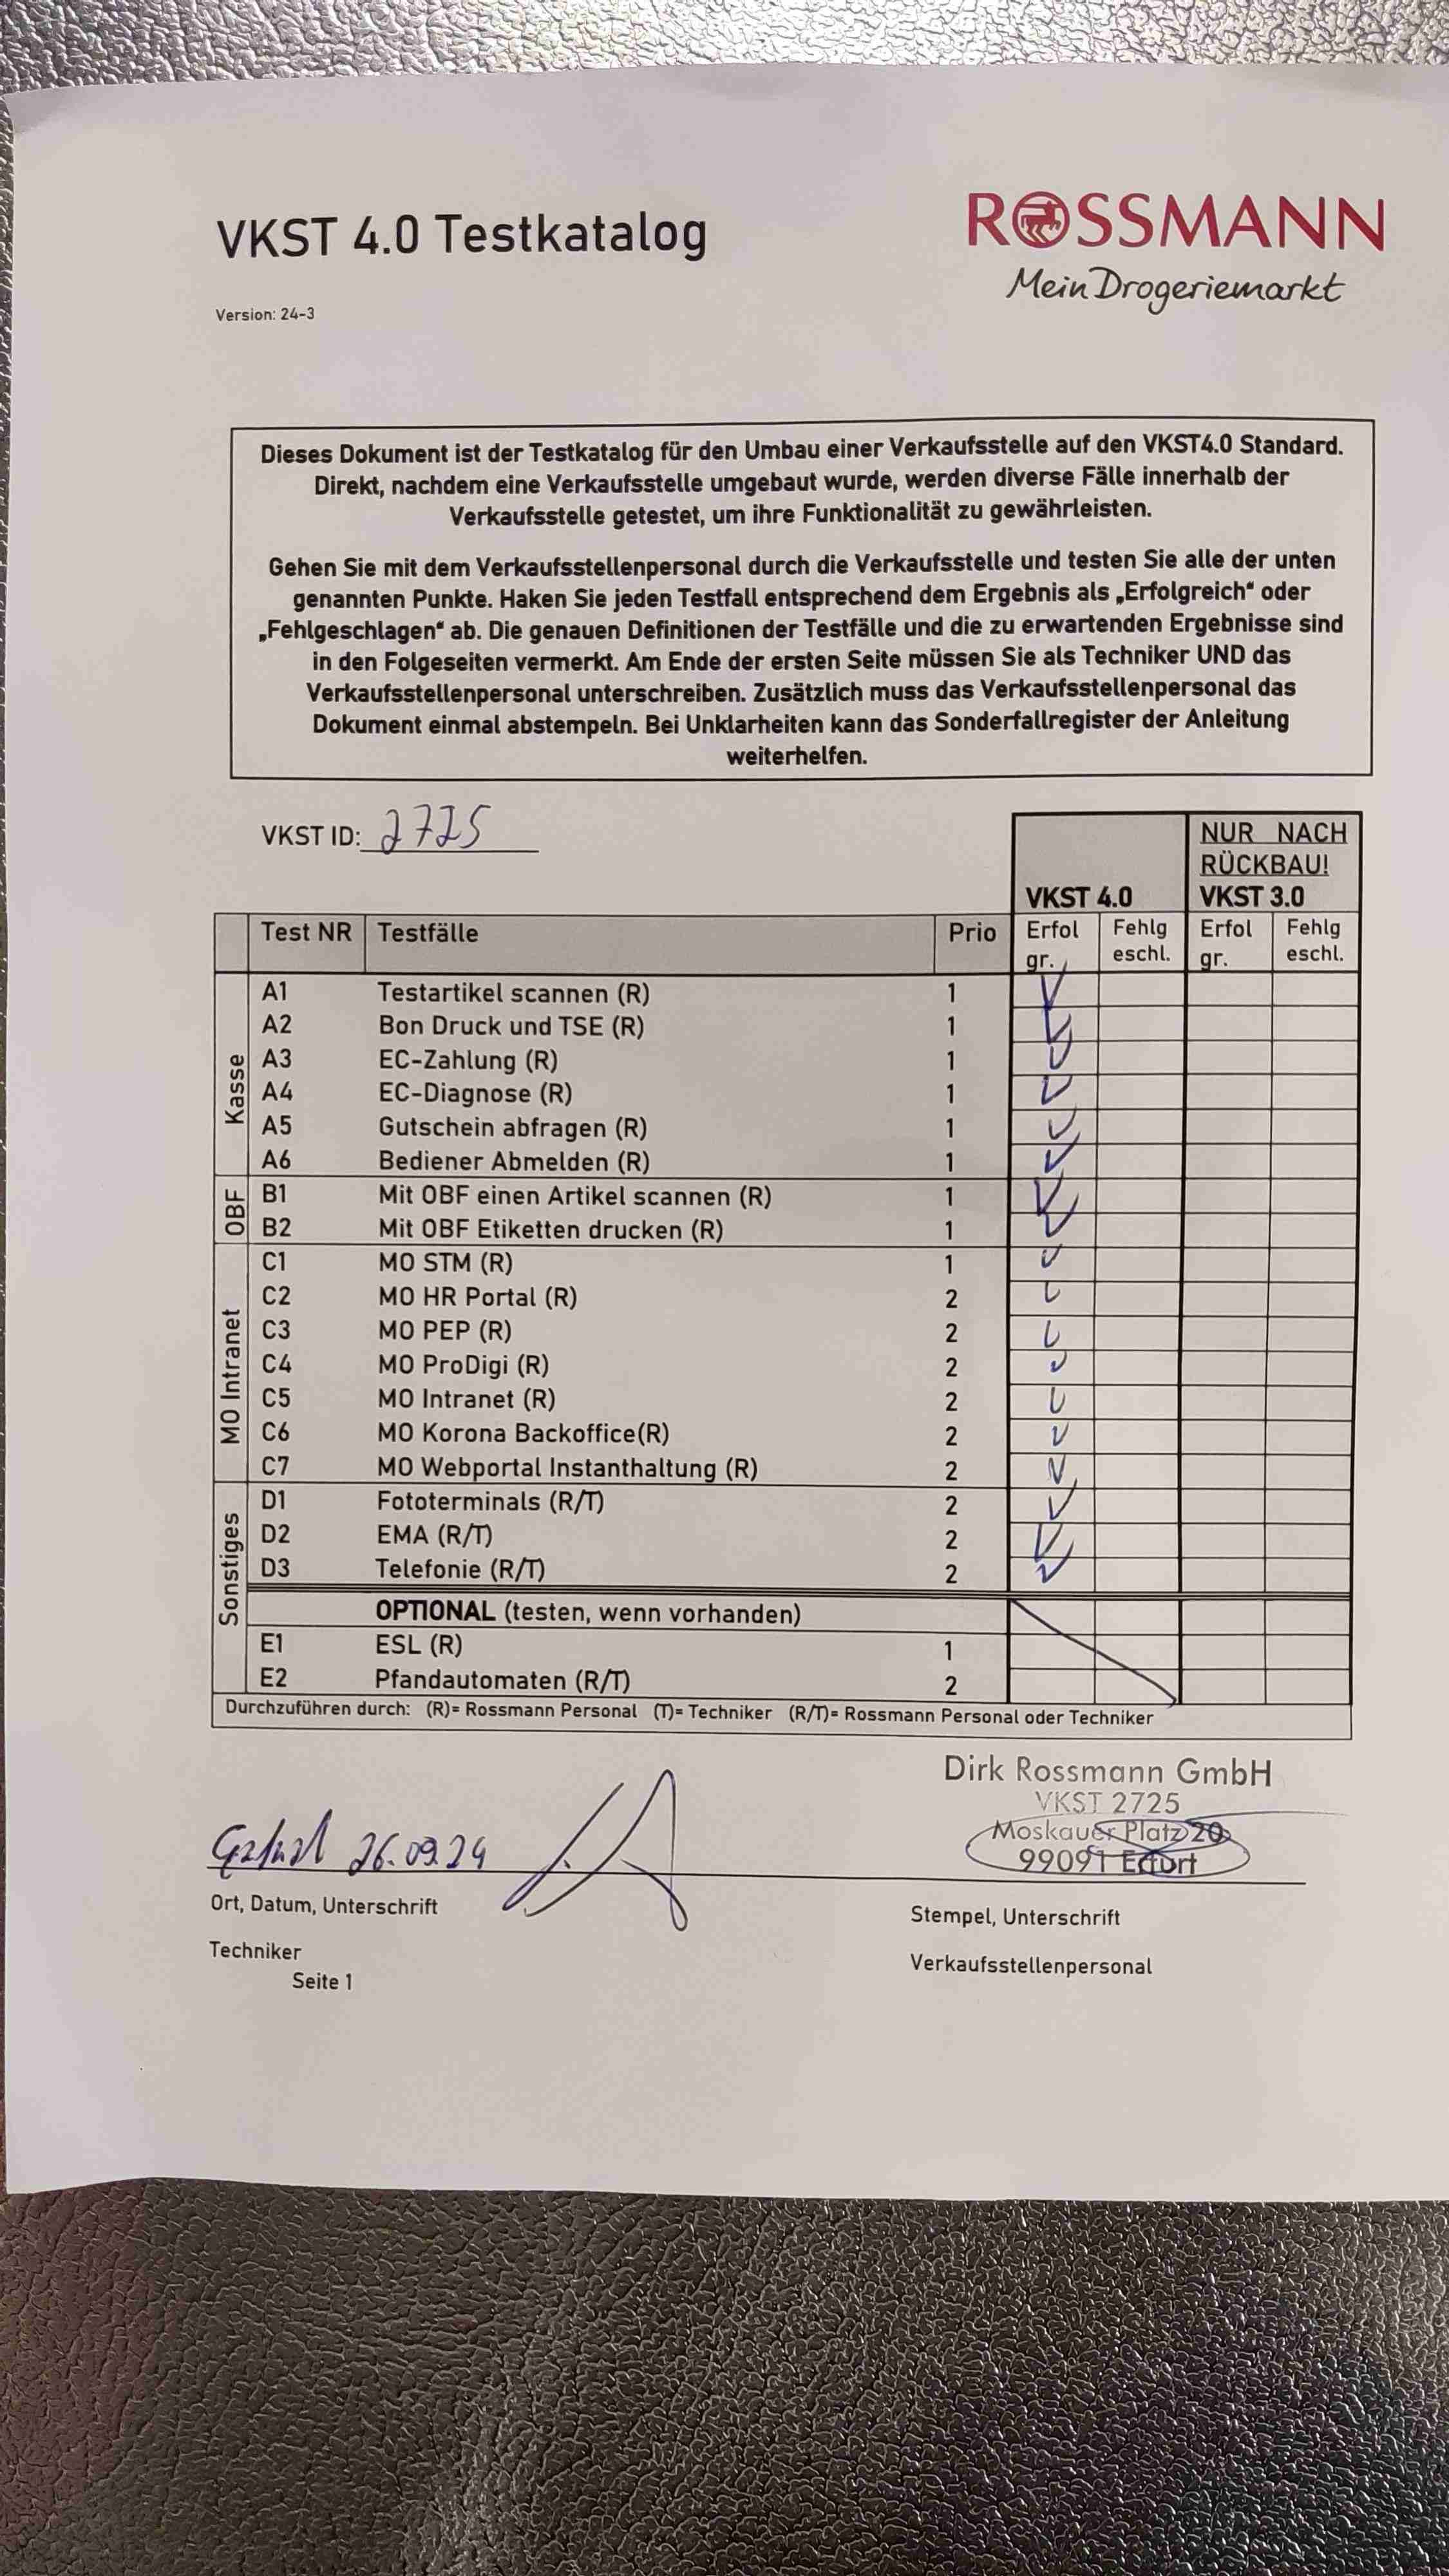 VKST 4.0 Testkatalog
ROSSMANN
Mein Drogeriemarkt
Version: 24-3
Dieses Dokument ist der Testkatalog für den Umbau einer Verkaufsstelle auf den VKST4.0 Standard.
Direkt, nachdem eine Verkaufsstelle umgebaut wurde, werden diverse Fälle innerhalb der
Verkaufsstelle getestet, um ihre Funktionalität zu gewährleisten.
Gehen Sie mit dem Verkaufsstellenpersonal durch die Verkaufsstelle und testen Sie alle der unten
genannten Punkte. Haken Sie jeden Testfall entsprechend dem Ergebnis als „Erfolgreich“ oder
„Fehlgeschlagen“ ab. Die genauen Definitionen der Testfälle und die zu erwartenden Ergebnisse sind
in den Folgeseiten vermerkt. Am Ende der ersten Seite müssen Sie als Techniker UND das
Verkaufsstellenpersonal unterschreiben. Zusätzlich muss das Verkaufsstellenpersonal das
Dokument einmal abstempeln. Bei Unklarheiten kann das Sonderfallregister der Anleitung
weiterhelfen.
VKST ID: 2725
NUR NACH
RÜCKBAU!
VKST 4.0 VKST 3.0
Test NR Testfälle Prio Erfol Fehlg Erfol Fehlg
gr. eschl. gr. eschl.
Kasse
A1 Testartikel scannen (R) 1
A2 Bon Druck und TSE (R) 1
A3 EC-Zahlung (R) 1
A4 EC-Diagnose (R) 1
A5 Gutschein abfragen (R) 1
A6 Bediener Abmelden (R) 1
OBF
B1 Mit OBF einen Artikel scannen (R) 1
B2 Mit OBF Etiketten drucken (R) 1
MO Intranet
C1 MO STM (R) 1
C2 MO HR Portal (R) 2
C3 MO PEP (R) 2
C4 MO ProDigi (R) 2
C5 MO Intranet (R) 2
C6 MO Korona Backoffice(R) 2
C7 MO Webportal Instanthaltung (R) 2
Sonstiges
D1 Fototerminals (R/T) 2
D2 EMA (R/T) 2
D3 Telefonie (R/T) 2
OPTIONAL (testen, wenn vorhanden)
E1 ESL (R) 1
E2 Pfandautomaten (R/T) 2
Durchzuführen durch: (R)= Rossmann Personal (T)= Techniker (R/T)= Rossmann Personal oder Techniker
Dirk Rossmann GmbH
VKST 2725
Moskauer Platz 20
99091 Erfurt
26.09.24
Ort, Datum, Unterschrift
Stempel, Unterschrift
Techniker
Verkaufsstellenpersonal
Seite 1